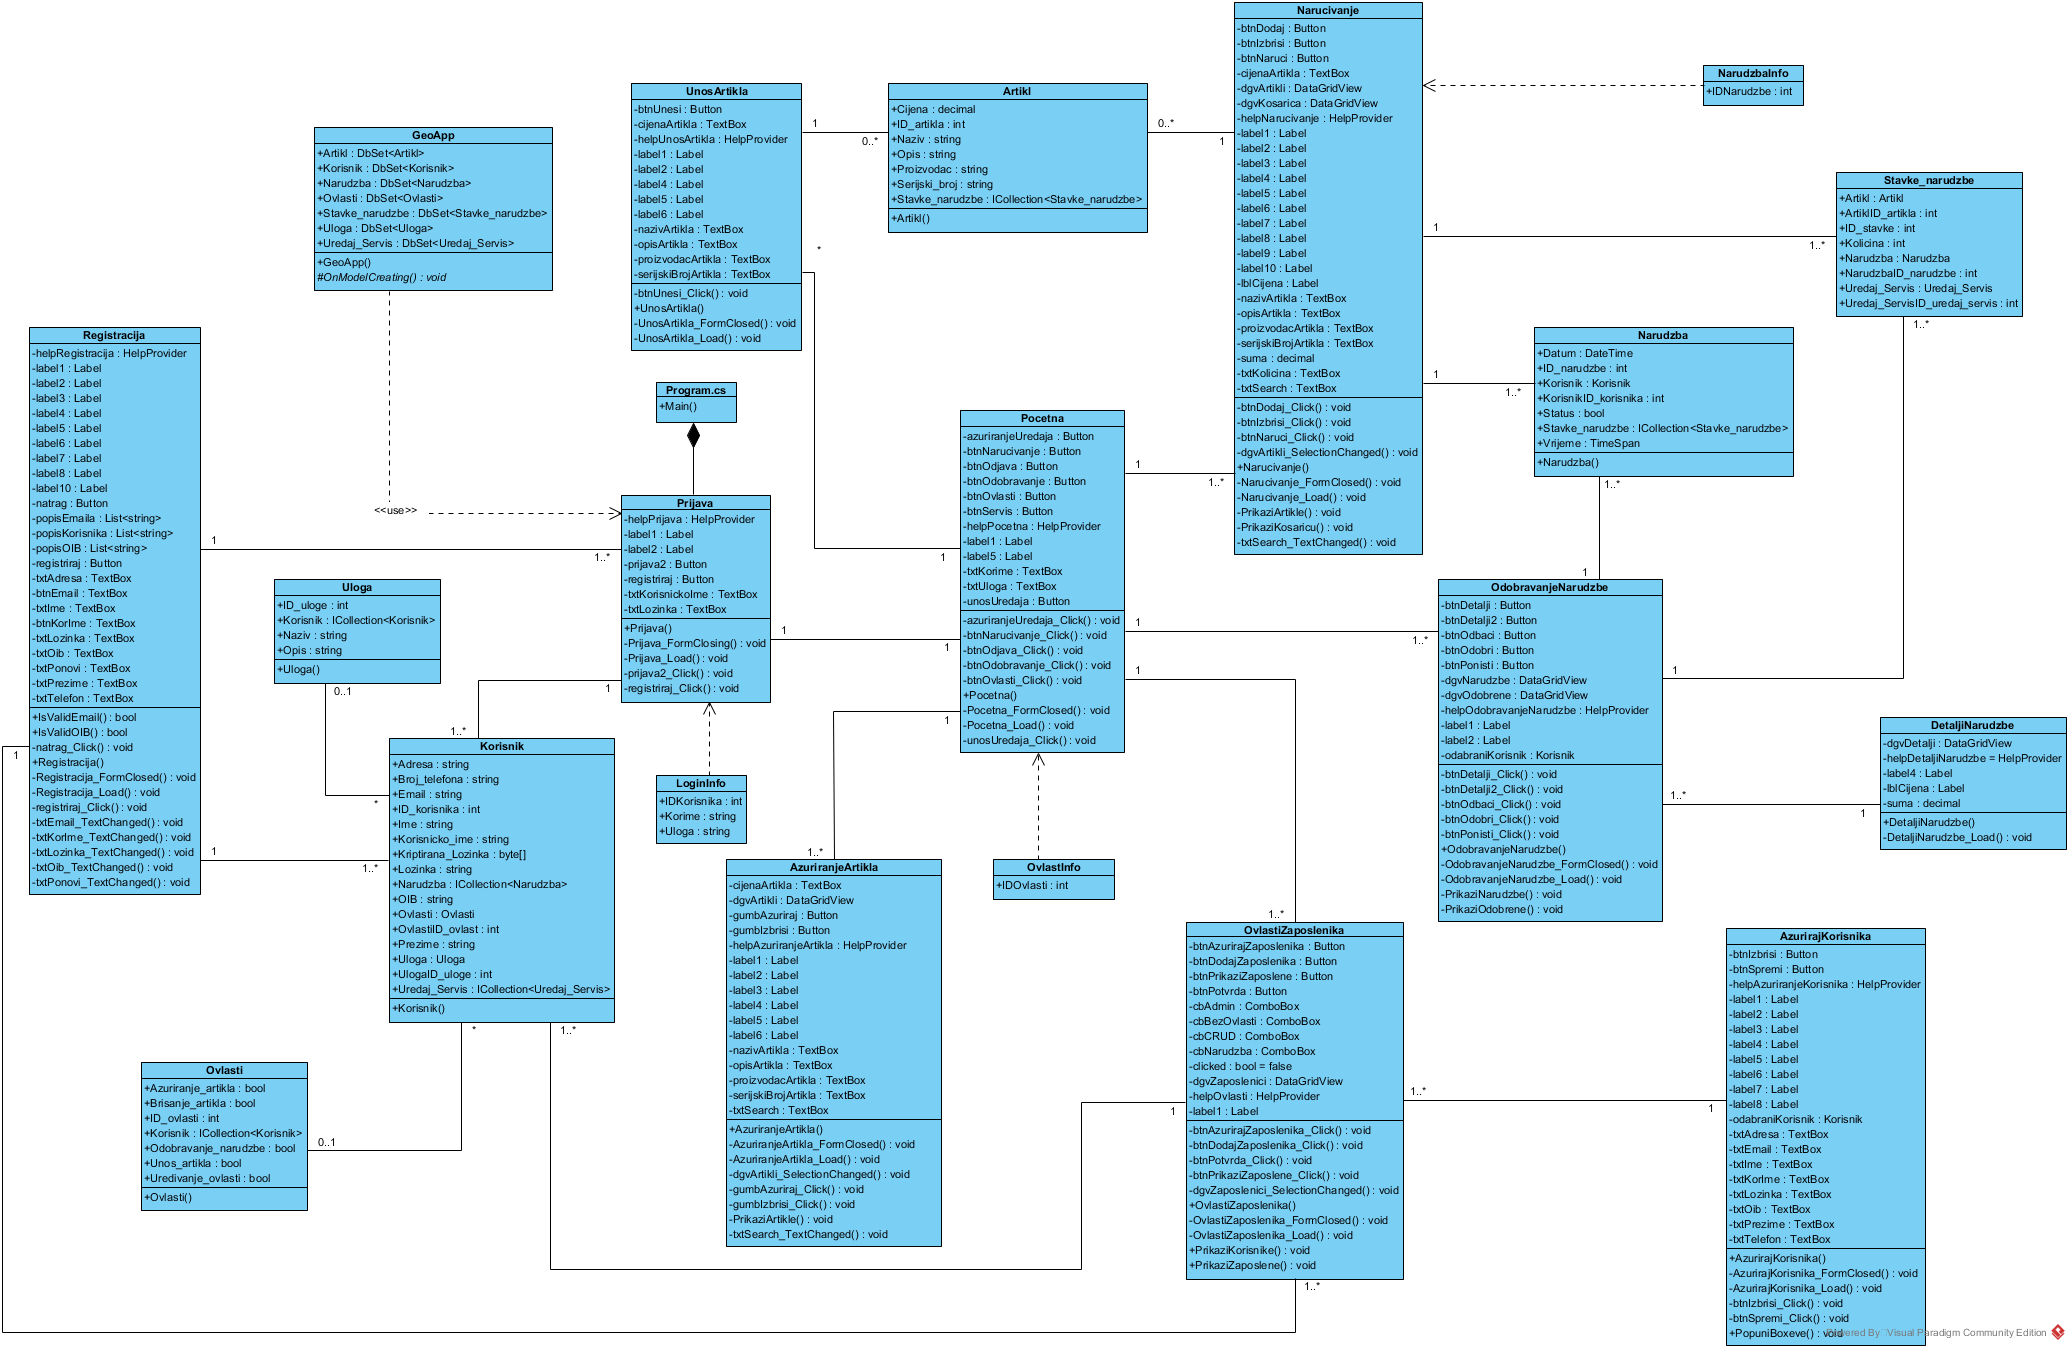 Narucivanje
-btnDodaj : Button
-btnIzbrisi : Button
-btnNaruci : Button
-cijenaArtikla : TextBox
-dgvArtikli : DataGridView
-dgvKosarica : DataGridView
-helpNarucivanje : HelpProvider
-label1 : Label
-label2 : Label
-label3 : Label
-label4 : Label
-label5 : Label
-label6 : Label
-label7 : Label
-label8 : Label
-label9 : Label
-label10 : Label
-lblCijena : Label
-nazivArtikla : TextBox
-opisArtikla : TextBox
-proizvodacArtikla : TextBox
-serijskiBrojArtikla : TextBox
-suma : decimal
-txtKolicina : TextBox
-txtSearch : TextBox
-btnDodaj_Click() : void
-btnIzbrisi_Click() : void
-btnNaruci_Click() : void
-dgvArtikli_SelectionChanged() : void
+Narucivanje()
-Narucivanje_FormClosed() : void
-Narucivanje_Load() : void
-PrikaziArtikle() : void
-PrikaziKosaricu() : void
-txtSearch_TextChanged() : void
NarudzbaInfo
+IDNarudzbe : int
UnosArtikla
-btnUnesi : Button
-cijenaArtikla : TextBox
-helpUnosArtikla : HelpProvider
-label1 : Label
-label2 : Label
-label4 : Label
-label5 : Label
-label6 : Label
-nazivArtikla : TextBox
-opisArtikla : TextBox
-proizvodacArtikla : TextBox
-serijskiBrojArtikla : TextBox
-btnUnesi_Click() : void
+UnosArtikla()
-UnosArtikla_FormClosed() : void
-UnosArtikla_Load() : void
1
0..*
*
Artikl
+Cijena : decimal
+ID_artikla : int
+Naziv : string
+Opis : string
+Proizvodac : string
+Serijski_broj : string
+Stavke_narudzbe : ICollection<Stavke_narudzbe>
+Artikl()
0..*
1
GeoApp
+Artikl : DbSet<Artikl>
+Korisnik : DbSet<Korisnik>
+Narudzba : DbSet<Narudzba>
+Ovlasti : DbSet<Ovlasti>
+Stavke_narudzbe : DbSet<Stavke_narudzbe>
+Uloga : DbSet<Uloga>
+Uredaj_Servis : DbSet<Uredaj_Servis>
+GeoApp()
#OnModelCreating() : void
<<use>>
Stavke_narudzbe
+Artikl : Artikl
+ArtiklID_artikla : int
+ID_stavke : int
+Kolicina : int
+Narudzba : Narudzba
+NarudzbaID_narudzbe : int
+Uredaj_Servis : Uredaj_Servis
+Uredaj_ServisID_uredaj_servis : int
1
1..*
1..*
Narudzba
+Datum : DateTime
+ID_narudzbe : int
+Korisnik : Korisnik
+KorisnikID_korisnika : int
+Status : bool
+Stavke_narudzbe : ICollection<Stavke_narudzbe>
+Vrijeme : TimeSpan
+Narudzba()
1
1..*
1..*
1
Registracija
-helpRegistracija : HelpProvider
-label1 : Label
-label2 : Label
-label3 : Label
-label4 : Label
-label5 : Label
-label6 : Label
-label7 : Label
-label8 : Label
-label10 : Label
-natrag : Button
-popisEmaila : List<string>
-popisKorisnika : List<string>
-popisOIB : List<string>
-registriraj : Button
-txtAdresa : TextBox
-btnEmail : TextBox
-txtIme : TextBox
-btnKorIme : TextBox
-txtLozinka : TextBox
-txtOib : TextBox
-txtPonovi : TextBox
-txtPrezime : TextBox
-txtTelefon : TextBox
+IsValidEmail() : bool
+IsValidOIB() : bool
-natrag_Click() : void
+Registracija()
-Registracija_FormClosed() : void
-Registracija_Load() : void
-registriraj_Click() : void
-txtEmail_TextChanged() : void
-txtKorIme_TextChanged() : void
-txtLozinka_TextChanged() : void
-txtOib_TextChanged() : void
-txtPonovi_TextChanged() : void
1
1..*
1
1
1..*
Program.cs
+Main()
Prijava
-helpPrijava : HelpProvider
-label1 : Label
-label2 : Label
-prijava2 : Button
-registriraj : Button
-txtKorisnickoIme : TextBox
-txtLozinka : TextBox
+Prijava()
-Prijava_FormClosing() : void
-Prijava_Load() : void
-prijava2_Click() : void
-registriraj_Click() : void
1
1
1
1..*
Pocetna
-azuriranjeUredaja : Button
-btnNarucivanje : Button
-btnOdjava : Button
-btnOdobravanje : Button
-btnOvlasti : Button
-btnServis : Button
-helpPocetna : HelpProvider
-label1 : Label
-label5 : Label
-txtKorime : TextBox
-txtUloga : TextBox
-unosUredaja : Button
-azuriranjeUredaja_Click() : void
-btnNarucivanje_Click() : void
-btnOdjava_Click() : void
-btnOdobravanje_Click() : void
-btnOvlasti_Click() : void
+Pocetna()
-Pocetna_FormClosed() : void
-Pocetna_Load() : void
-unosUredaja_Click() : void
1
1..*
1
1
1..*
1
1..*
1
1..*
Uloga
+ID_uloge : int
+Korisnik : ICollection<Korisnik>
+Naziv : string
+Opis : string
+Uloga()
0..1
*
OdobravanjeNarudzbe
-btnDetalji : Button
-btnDetalji2 : Button
-btnOdbaci : Button
-btnOdobri : Button
-btnPonisti : Button
-dgvNarudzbe : DataGridView
-dgvOdobrene : DataGridView
-helpOdobravanjeNarudzbe : HelpProvider
-label1 : Label
-label2 : Label
-odabraniKorisnik : Korisnik
-btnDetalji_Click() : void
-btnDetalji2_Click() : void
-btnOdbaci_Click() : void
-btnOdobri_Click() : void
-btnPonisti_Click() : void
+OdobravanjeNarudzbe()
-OdobravanjeNarudzbe_FormClosed() : void
-OdobravanjeNarudzbe_Load() : void
-PrikaziNarudzbe() : void
-PrikaziOdobrene() : void
1
1..*
1
DetaljiNarudzbe
-dgvDetalji : DataGridView
-helpDetaljiNarudzbe = HelpProvider
-label4 : Label
-lblCijena : Label
-suma : decimal
+DetaljiNarudzbe()
-DetaljiNarudzbe_Load() : void
Korisnik
+Adresa : string
+Broj_telefona : string
+Email : string
+ID_korisnika : int
+Ime : string
+Korisnicko_ime : string
+Kriptirana_Lozinka : byte[]
+Lozinka : string
+Narudzba : ICollection<Narudzba>
+OIB : string
+Ovlasti : Ovlasti
+OvlastiID_ovlast : int
+Prezime : string
+Uloga : Uloga
+UlogaID_uloge : int
+Uredaj_Servis : ICollection<Uredaj_Servis>
+Korisnik()
*
1..*
LoginInfo
+IDKorisnika : int
+Korime : string
+Uloga : string
AzuriranjeArtikla
-cijenaArtikla : TextBox
-dgvArtikli : DataGridView
-gumbAzuriraj : Button
-gumbIzbrisi : Button
-helpAzuriranjeArtikla : HelpProvider
-label1 : Label
-label2 : Label
-label3 : Label
-label4 : Label
-label5 : Label
-label6 : Label
-nazivArtikla : TextBox
-opisArtikla : TextBox
-proizvodacArtikla : TextBox
-serijskiBrojArtikla : TextBox
-txtSearch : TextBox
+AzuriranjeArtikla()
-AzuriranjeArtikla_FormClosed() : void
-AzuriranjeArtikla_Load() : void
-dgvArtikli_SelectionChanged() : void
-gumbAzuriraj_Click() : void
-gumbIzbrisi_Click() : void
-PrikaziArtikle() : void
-txtSearch_TextChanged() : void
OvlastInfo
+IDOvlasti : int
OvlastiZaposlenika
-btnAzurirajZaposlenika : Button
-btnDodajZaposlenika : Button
-btnPrikaziZaposlene : Button
-btnPotvrda : Button
-cbAdmin : ComboBox
-cbBezOvlasti : ComboBox
-cbCRUD : ComboBox
-cbNarudzba : ComboBox
-clicked : bool = false
-dgvZaposlenici : DataGridView
-helpOvlasti : HelpProvider
-label1 : Label
-btnAzurirajZaposlenika_Click() : void
-btnDodajZaposlenika_Click() : void
-btnPotvrda_Click() : void
-btnPrikaziZaposlene_Click() : void
-dgvZaposlenici_SelectionChanged() : void
+OvlastiZaposlenika()
-OvlastiZaposlenika_FormClosed() : void
-OvlastiZaposlenika_Load() : void
+PrikaziKorisnike() : void
+PrikaziZaposlene() : void
1
1..*
1..*
1
AzurirajKorisnika
-btnIzbrisi : Button
-btnSpremi : Button
-helpAzuriranjeKorisnika : HelpProvider
-label1 : Label
-label2 : Label
-label3 : Label
-label4 : Label
-label5 : Label
-label6 : Label
-label7 : Label
-label8 : Label
-odabraniKorisnik : Korisnik
-txtAdresa : TextBox
-txtEmail : TextBox
-txtIme : TextBox
-txtKorIme : TextBox
-txtLozinka : TextBox
-txtOib : TextBox
-txtPrezime : TextBox
-txtTelefon : TextBox
+AzurirajKorisnika()
-AzurirajKorisnika_FormClosed() : void
-AzurirajKorisnika_Load() : void
-btnIzbrisi_Click() : void
-btnSpremi_Click() : void
+PopuniBoxeve() : void
Ovlasti
+Azuriranje_artikla : bool
+Brisanje_artikla : bool
+ID_ovlasti : int
+Korisnik : ICollection<Korisnik>
+Odobravanje_narudzbe : bool
+Unos_artikla : bool
+Uredivanje_ovlasti : bool
+Ovlasti()
0..1
Powered By Visual Paradigm Community Edition